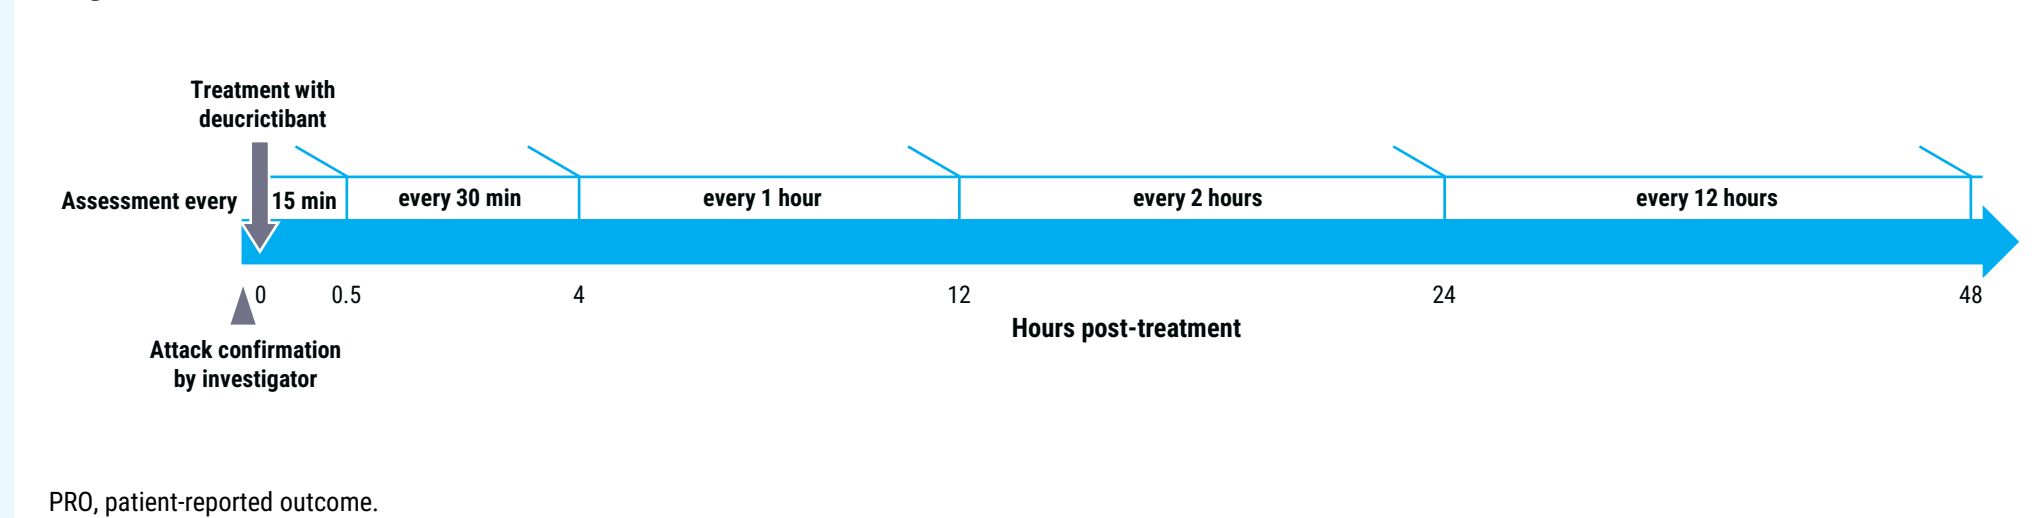 Treatment with
deucrictibant
Assessment every
15 min
every 30 min
every 1 hour
every 2 hours
every 12 hours
0
0.5
4
12
24
48
Hours post-treatment
Attack confirmation
by investigator
PRO, patient-reported outcome.